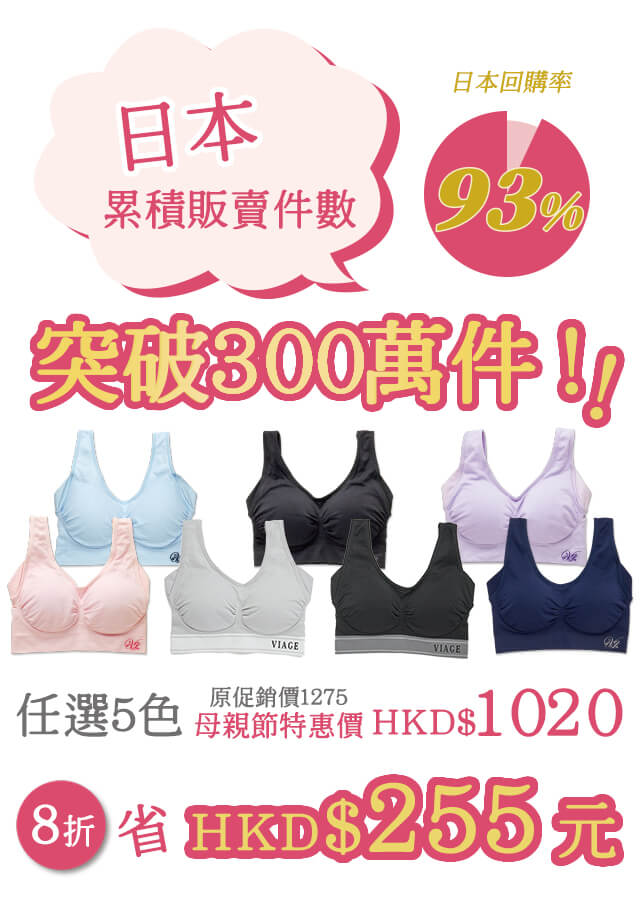 日本
累積販賣件數
日本回購率
93%
突破300萬件!!
VIAGE
VIAGE
任選5色
原促銷價1275
母親節特惠價 HKD$1020
8折
省 HKD$255元